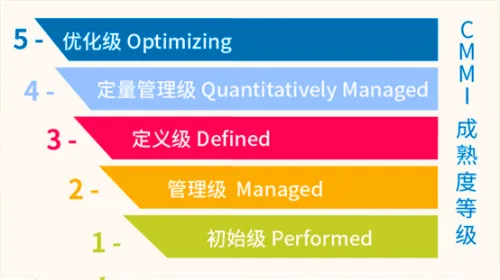 5 - 优化级 Optimizing
4 - 定量管理级 Quantitatively Managed
3 - 定义级 Defined
2 - 管理级 Managed
1 - 初始级 Performed
CMMI成熟度等级